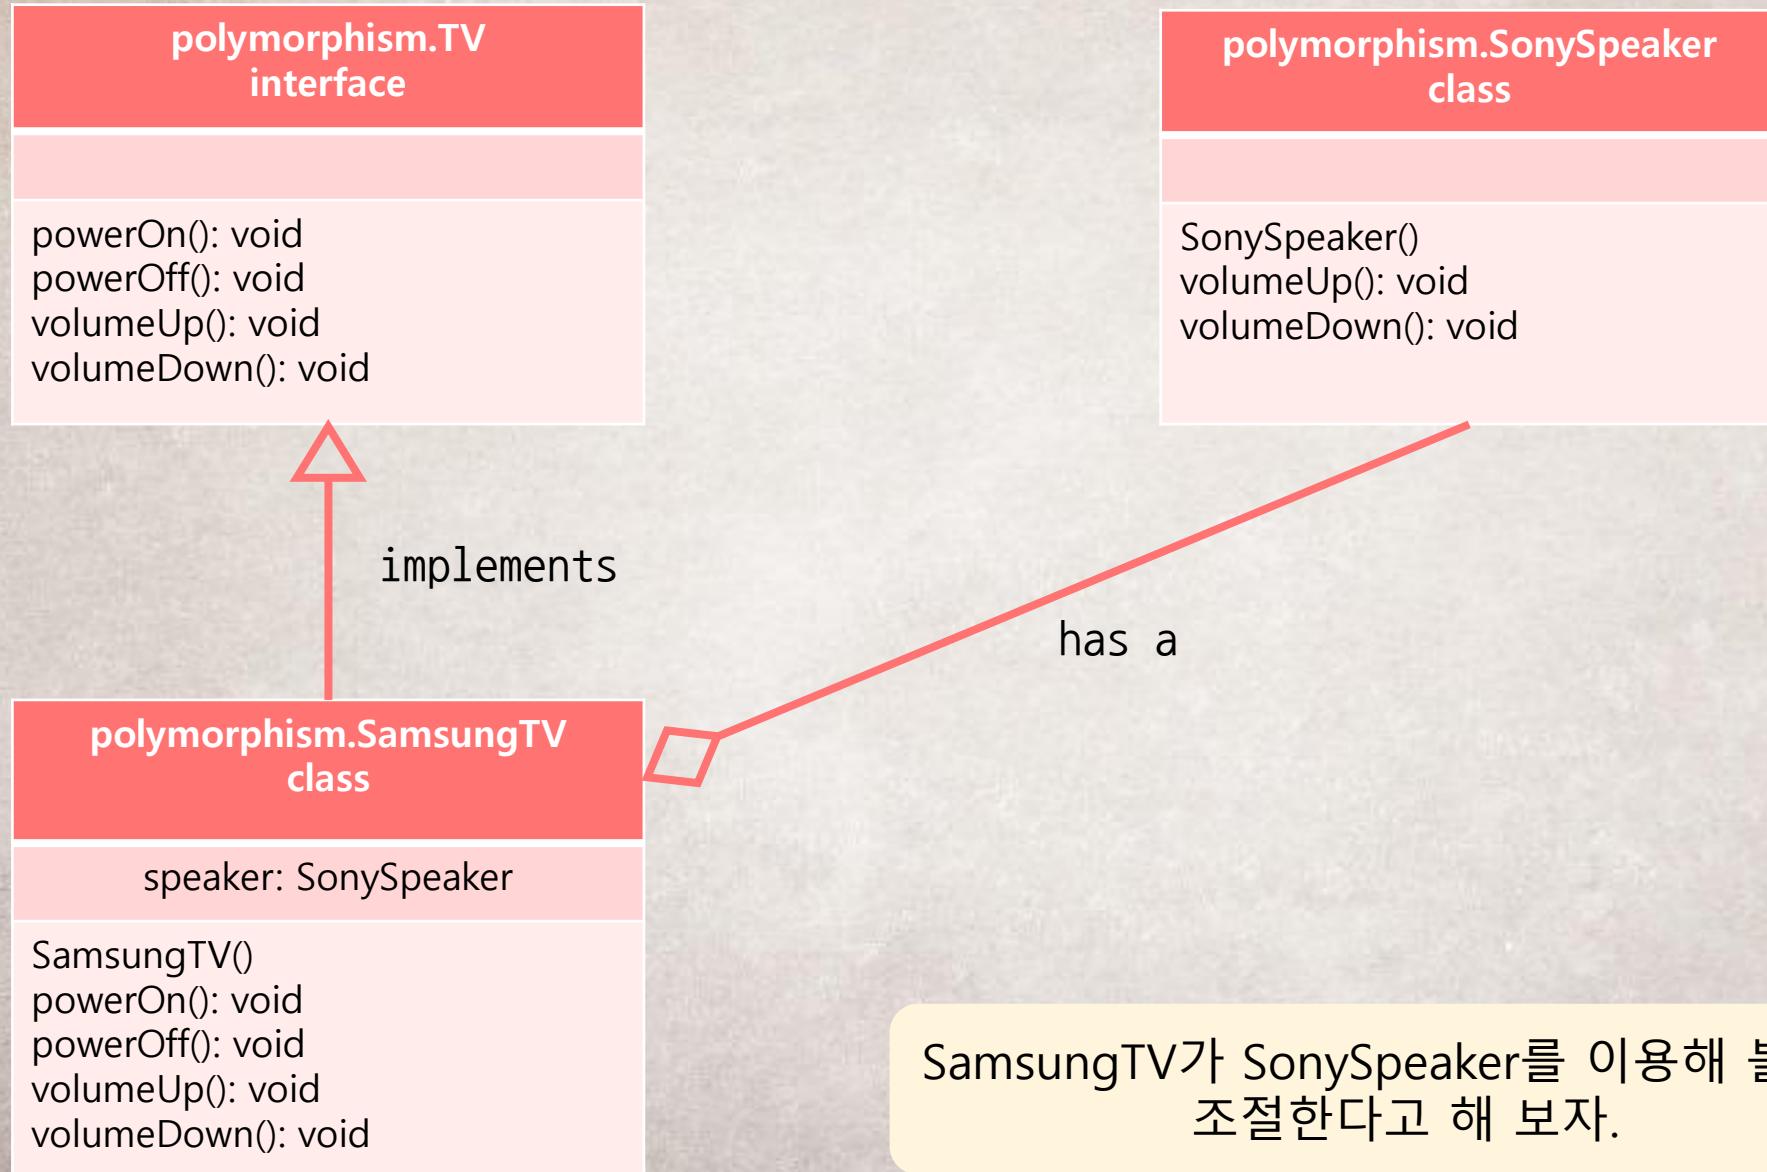 polymorphism.TV
interface
powerOn(): void
powerOff(): void
volumeUp(): void
volumeDown(): void
polymorphism.SonySpeaker
class
SonySpeaker()
volumeUp(): void
volumeDown(): void
implements
has a
polymorphism.SamsungTV
class
speaker: SonySpeaker
SamsungTV()
powerOn(): void
powerOff(): void
volumeUp(): void
volumeDown(): void
SamsungTV가 SonySpeaker를 이용해
조절한다고 해 보자.